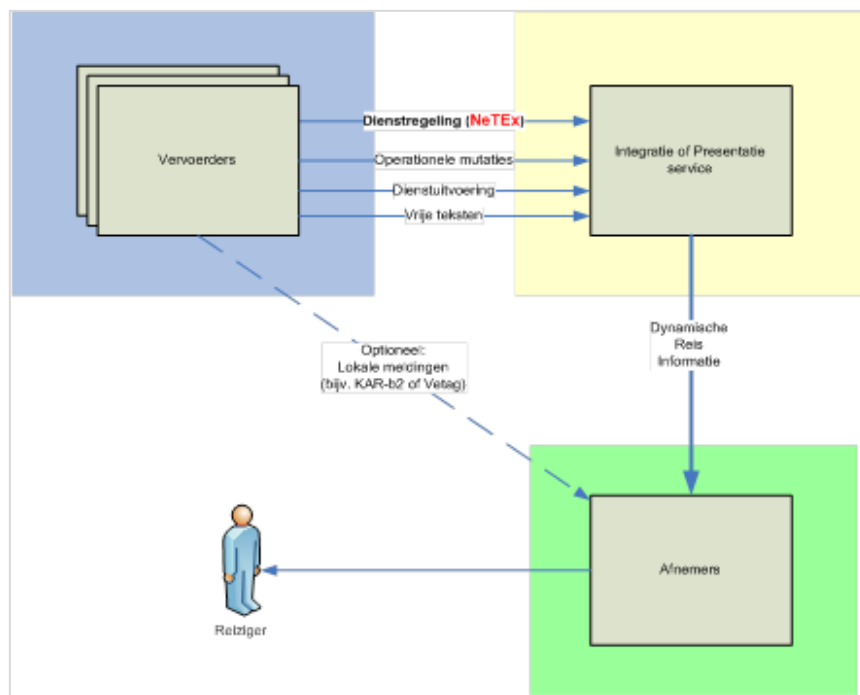 Vervoerders
Dienstregeling (NeTEx)
Operationele mutaties
Dienstuitvoering
Vrije teksten
Integratie of Presentatie
service
Optioneel:
Lokale meldingen
(bijv. KAR-b2 of Vetag)
Dynamische
Reis
Informatie
Afnemers
Reiziger